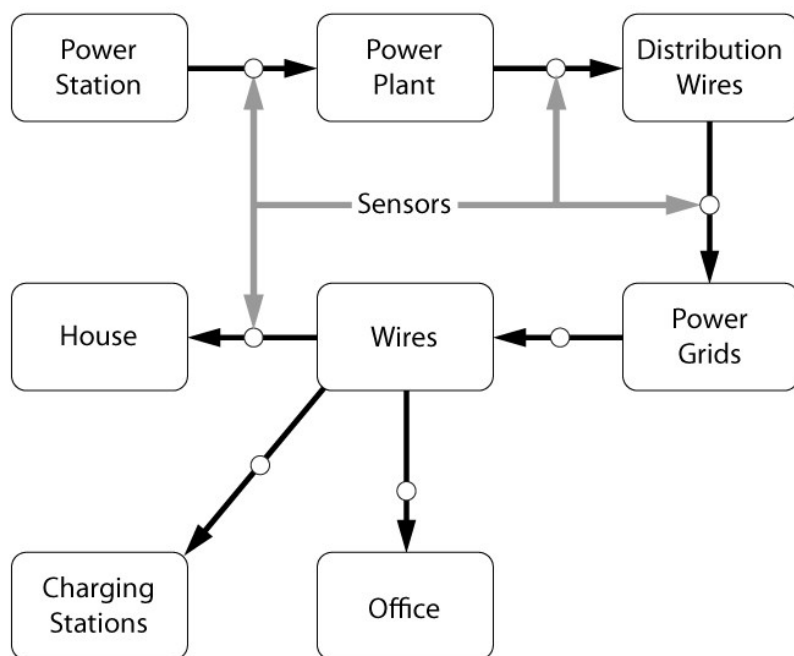 Power
Station
Power
Plant
Distribution
Wires
Sensors
House
Wires
Power
Grids
Charging
Stations
Office